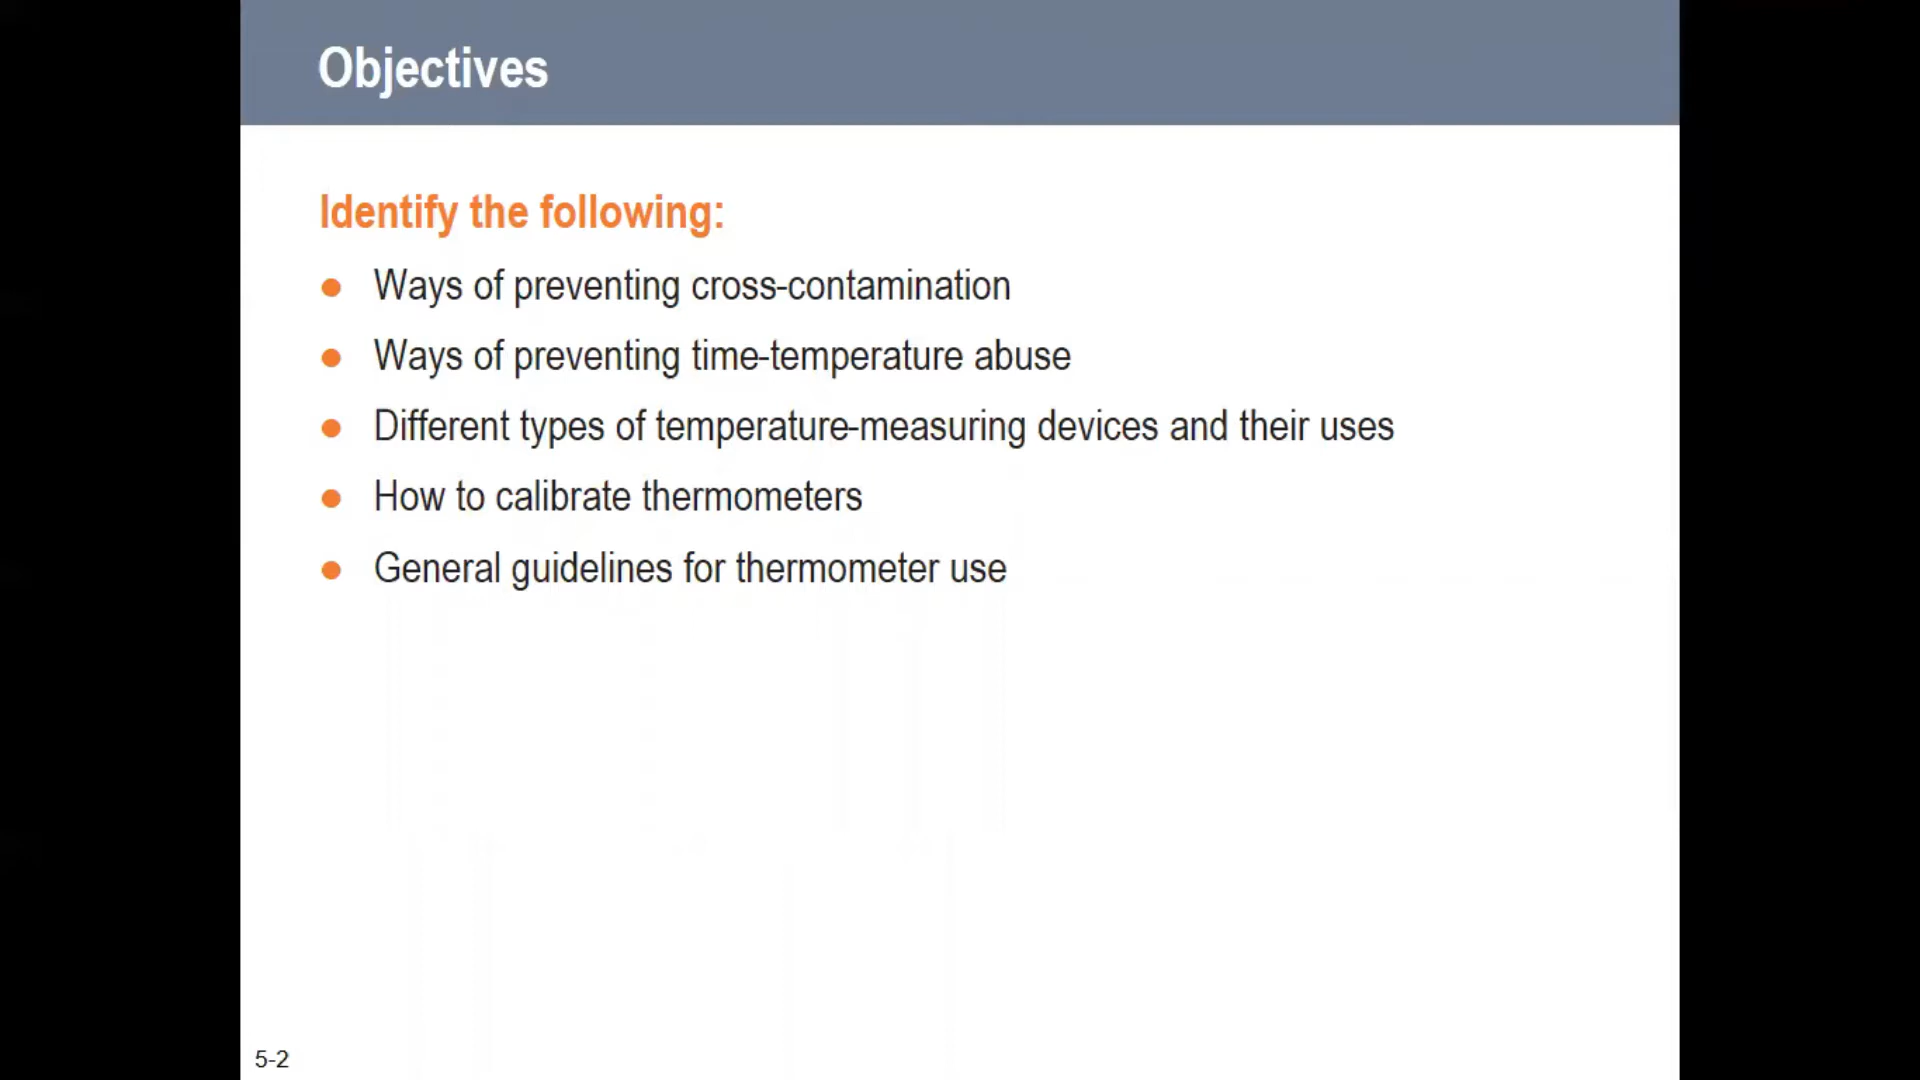 Objectives
Identify the following:
● Ways of preventing cross-contamination
● Ways of preventing time-temperature abuse
● Different types of temperature-measuring devices and their uses
● How to calibrate thermometers
● General guidelines for thermometer use
5-2